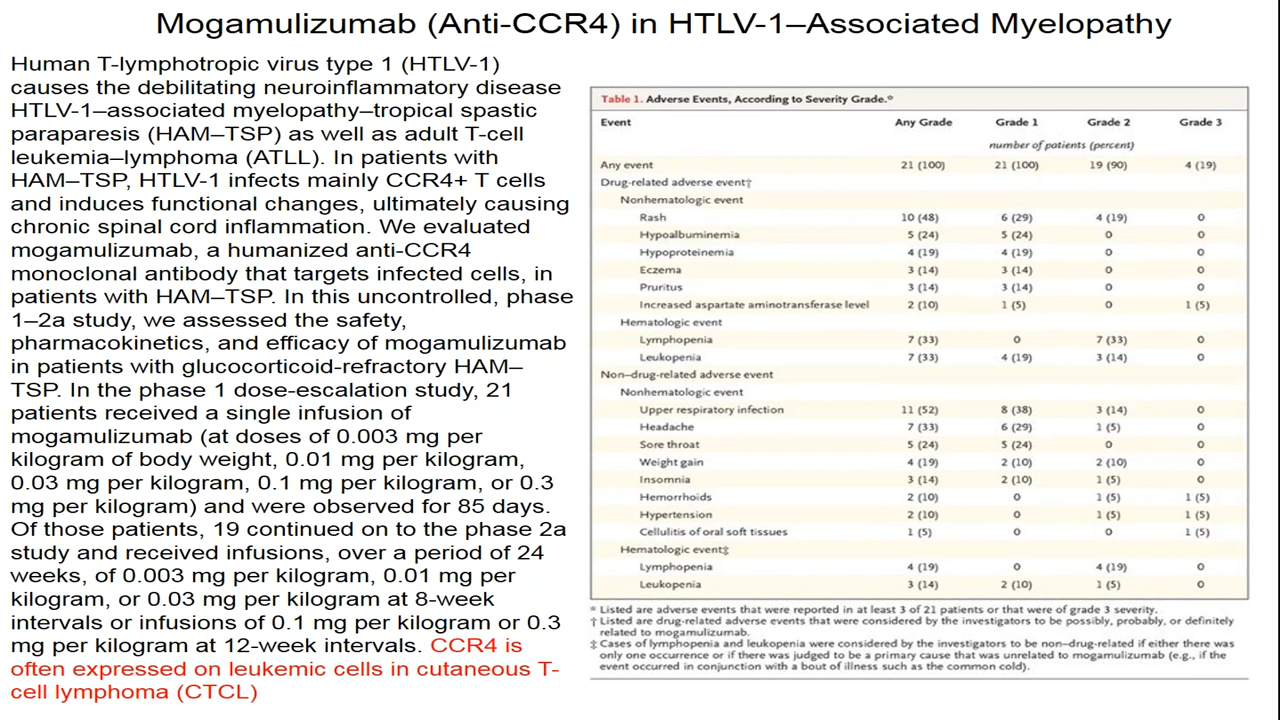 Mogamulizumab (Anti-CCR4) in HTLV-1–Associated Myelopathy
Human T-lymphotropic virus type 1 (HTLV-1)
causes the debilitating neuroinflammatory disease
HTLV-1–associated myelopathy–tropical spastic
paraparesis (HAM–TSP) as well as adult T-cell
leukemia–lymphoma (ATLL). In patients with
HAM–TSP, HTLV-1 infects mainly CCR4+ T cells
and induces functional changes, ultimately causing
chronic spinal cord inflammation. We evaluated
mogamulizumab, a humanized anti-CCR4
monoclonal antibody that targets infected cells, in
patients with HAM–TSP. In this uncontrolled, phase
1–2a study, we assessed the safety,
pharmacokinetics, and efficacy of mogamulizumab
in patients with glucocorticoid-refractory HAM–
TSP. In the phase 1 dose-escalation study, 21
patients received a single infusion of
mogamulizumab (at doses of 0.003 mg per
kilogram of body weight, 0.01 mg per kilogram,
0.03 mg per kilogram, 0.1 mg per kilogram, or 0.3
mg per kilogram) and were observed for 85 days.
Of those patients, 19 continued on to the phase 2a
study and received infusions, over a period of 24
weeks, of 0.003 mg per kilogram, 0.01 mg per
kilogram, or 0.03 mg per kilogram at 8-week
intervals or infusions of 0.1 mg per kilogram or 0.3
mg per kilogram at 12-week intervals. CCR4 is
often expressed on leukemic cells in cutaneous T-
cell lymphoma (CTCL)
Table 1. Adverse Events, According to Severity Grade.*
Event Any Grade Grade 1 Grade 2 Grade 3
number of patients (percent)
Any event 21 (100) 21 (100) 19 (90) 4 (19)
Drug-related adverse event†
Nonhematologic event
Rash 10 (48) 6 (29) 4 (19) 0
Hypoalbuminemia 5 (24) 5 (24) 0 0
Hypoproteinemia 4 (19) 4 (19) 0 0
Eczema 3 (14) 3 (14) 0 0
Pruritus 3 (14) 3 (14) 0 0
Increased aspartate aminotransferase level 2 (10) 1 (5) 0 1 (5)
Hematologic event
Lymphopenia 7 (33) 0 7 (33) 0
Leukopenia 7 (33) 4 (19) 3 (14) 0
Non–drug-related adverse event
Nonhematologic event
Upper respiratory infection 11 (52) 8 (38) 3 (14) 0
Headache 7 (33) 6 (29) 1 (5) 0
Sore throat 5 (24) 5 (24) 0 0
Weight gain 4 (19) 2 (10) 2 (10) 0
Insomnia 3 (14) 2 (10) 1 (5) 0
Hemorrhoids 2 (10) 0 1 (5) 1 (5)
Hypertension 2 (10) 0 1 (5) 1 (5)
Cellulitis of oral soft tissues 1 (5) 0 0 1 (5)
Hematologic event‡
Lymphopenia 4 (19) 0 4 (19) 0
Leukopenia 3 (14) 2 (10) 1 (5) 0
* Listed are adverse events that were reported in at least 3 of 21 patients or that were of grade 3 severity.
† Listed are drug-related adverse events that were considered by the investigators to be possibly, probably, or definitely
related to mogamulizumab.
‡ Cases of lymphopenia and leukopenia were considered by the investigators to be non–drug-related if either there was
only one occurrence or if there was judged to be a primary cause that was unrelated to mogamulizumab (e.g., if the
event occurred in conjunction with a bout of illness such as the common cold).